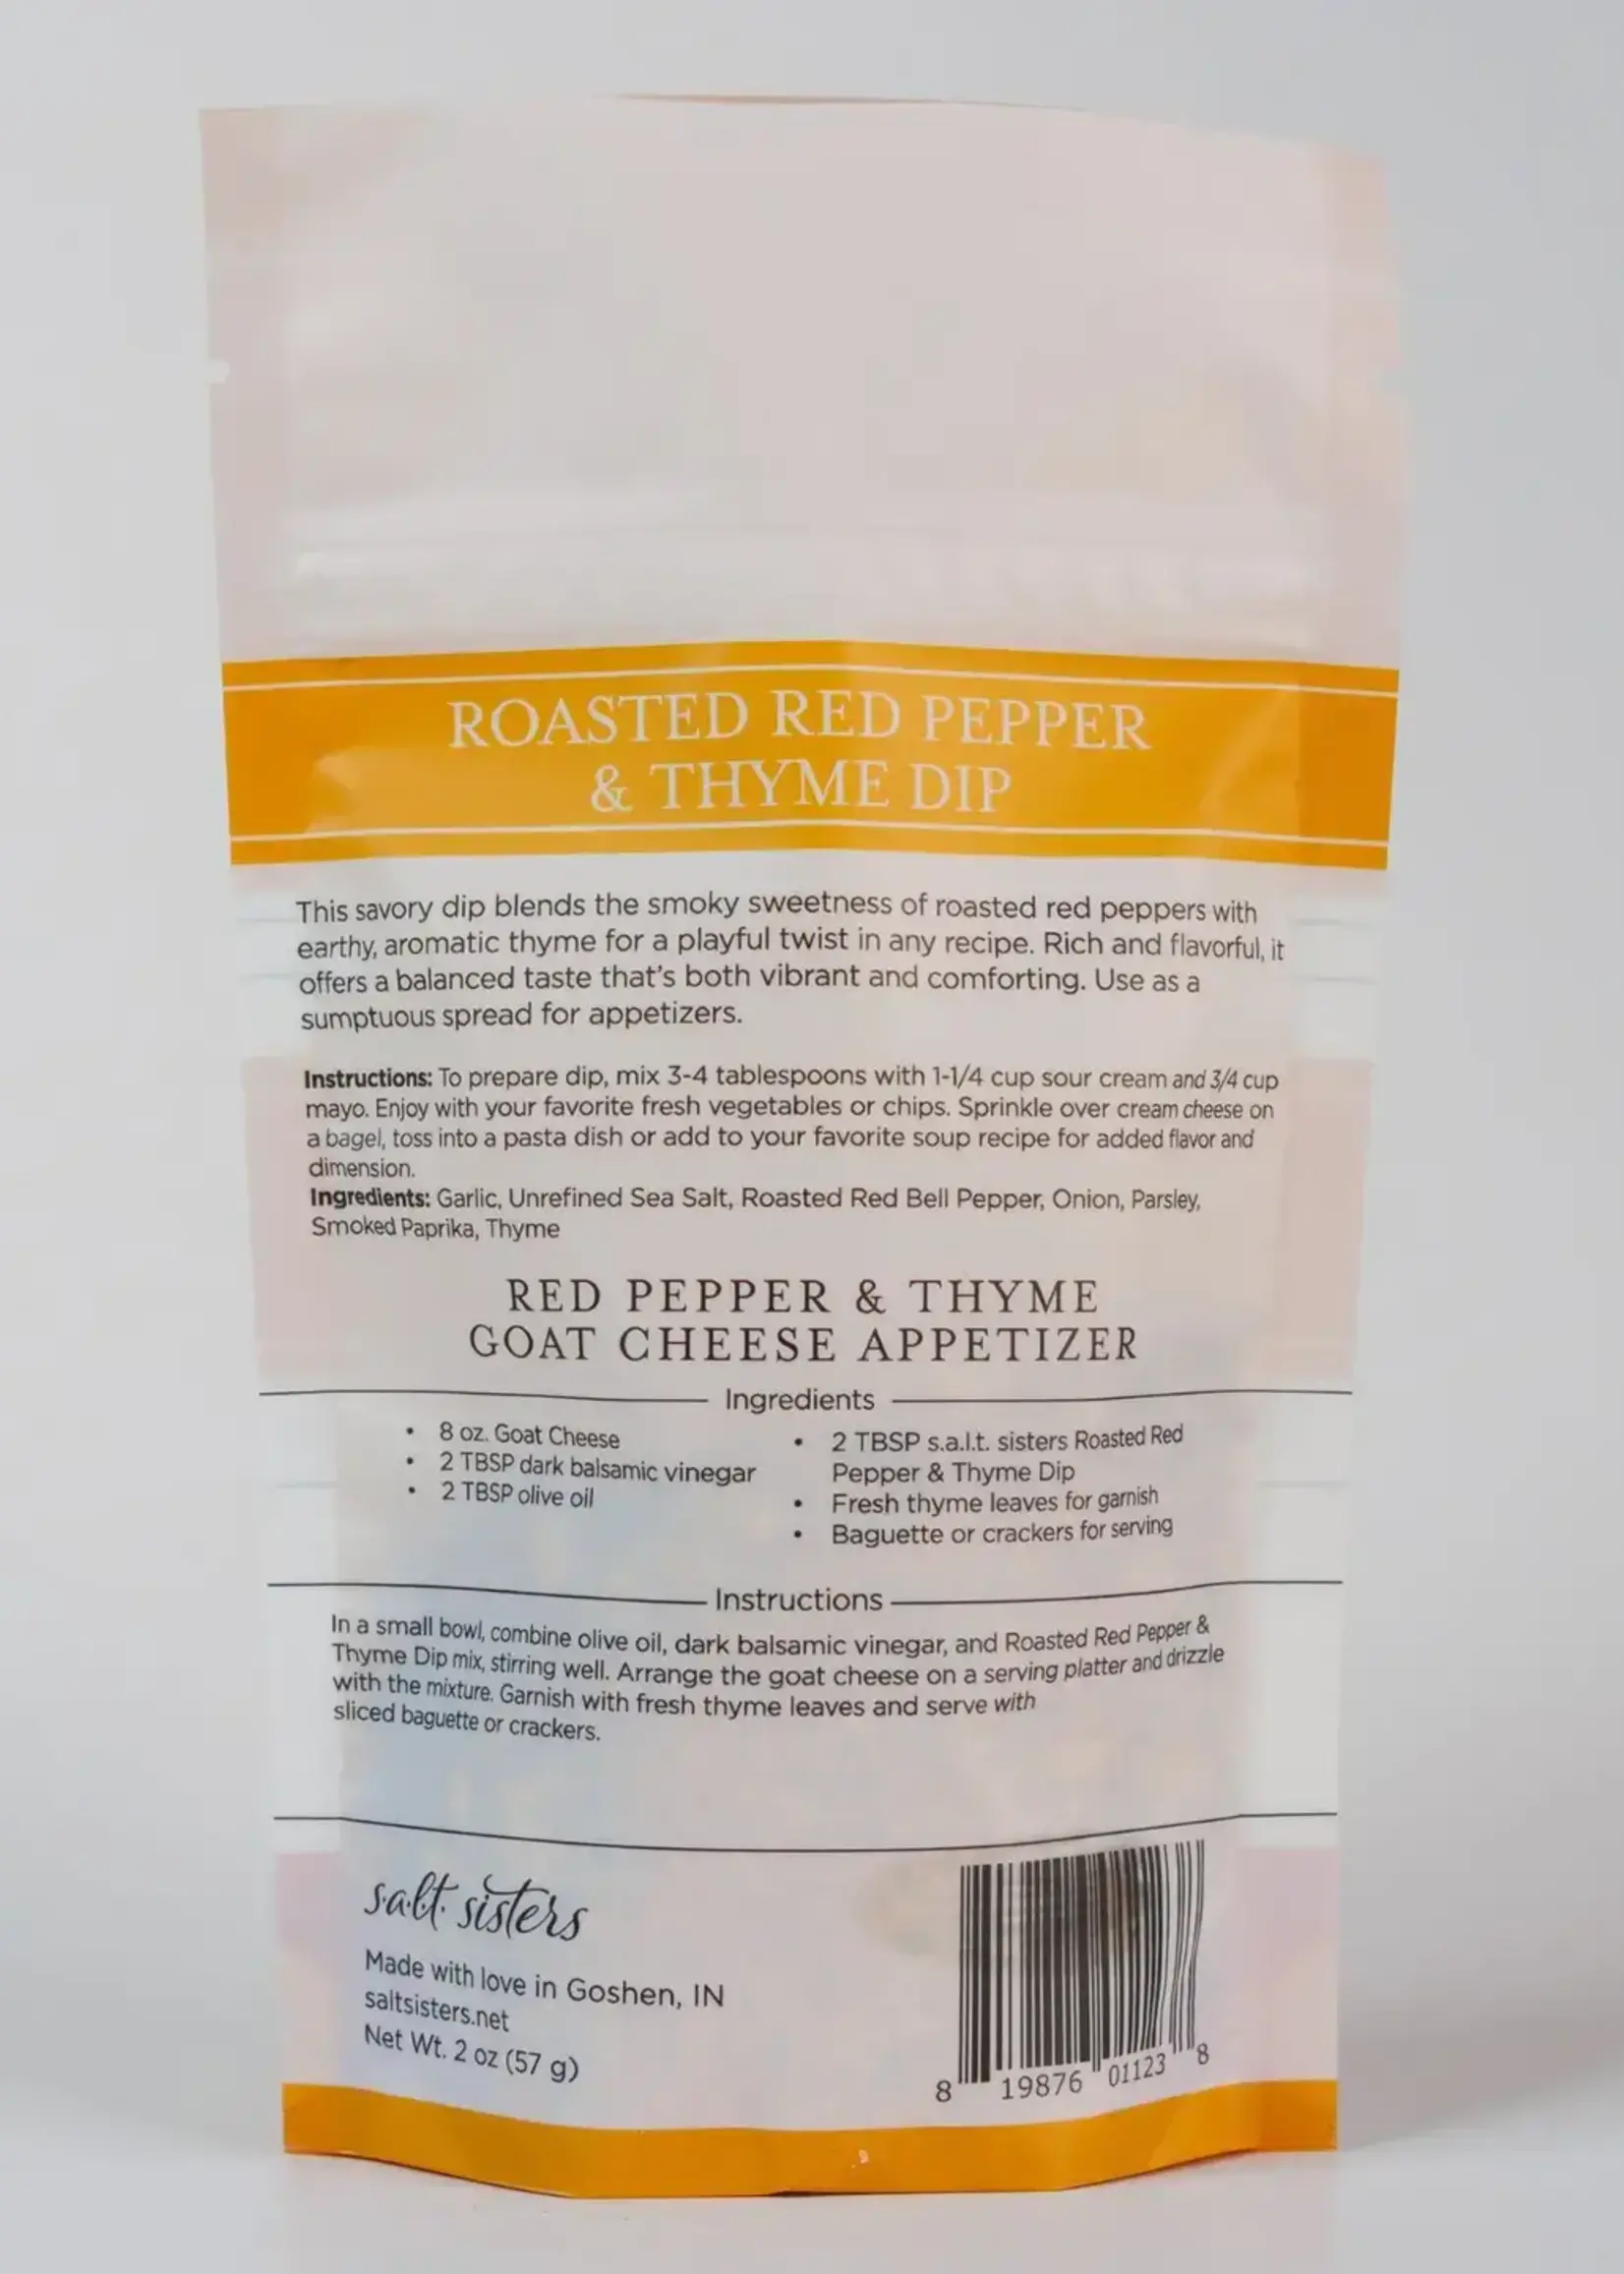 ROASTED RED PEPPER
& THYME DIP
This savory dip blends the smoky sweetness of roasted red peppers with
earthy, aromatic thyme for a playful twist in any recipe. Rich and flavorful, it
offers a balanced taste that's both vibrant and comforting. Use as a
sumptuous spread for appetizers.
Instructions: To prepare dip, mix 3-4 tablespoons with 1-1/4 cup sour cream and 3/4 cup
mayo. Enjoy with your favorite fresh vegetables or chips. Sprinkle over cream cheese on
a bagel, toss into a pasta dish or add to your favorite soup recipe for added flavor and
dimension.
Ingredients: Garlic, Unrefined Sea Salt, Roasted Red Bell Pepper, Onion, Parsley,
Smoked Paprika, Thyme
RED PEPPER & THYME
GOAT CHEESE APPETIZER
Ingredients
• 8 oz. Goat Cheese
• 2 TBSP dark balsamic vinegar
• 2 TBSP olive oil
• 2 TBSP s.a.l.t. sisters Roasted Red
Pepper & Thyme Dip
• Fresh thyme leaves for garnish
• Baguette or crackers for serving
Instructions
In a small bowl, combine olive oil, dark balsamic vinegar, and Roasted Red Pepper &
Thyme Dip mix, stirring well. Arrange the goat cheese on a serving platter and drizzle
with the mixture. Garnish with fresh thyme leaves and serve with
sliced baguette or crackers.
s.a.l.t. sisters
Made with love in Goshen, IN
saltsisters.net
Net Wt. 2 oz (57 g)
8 19876 01123 8